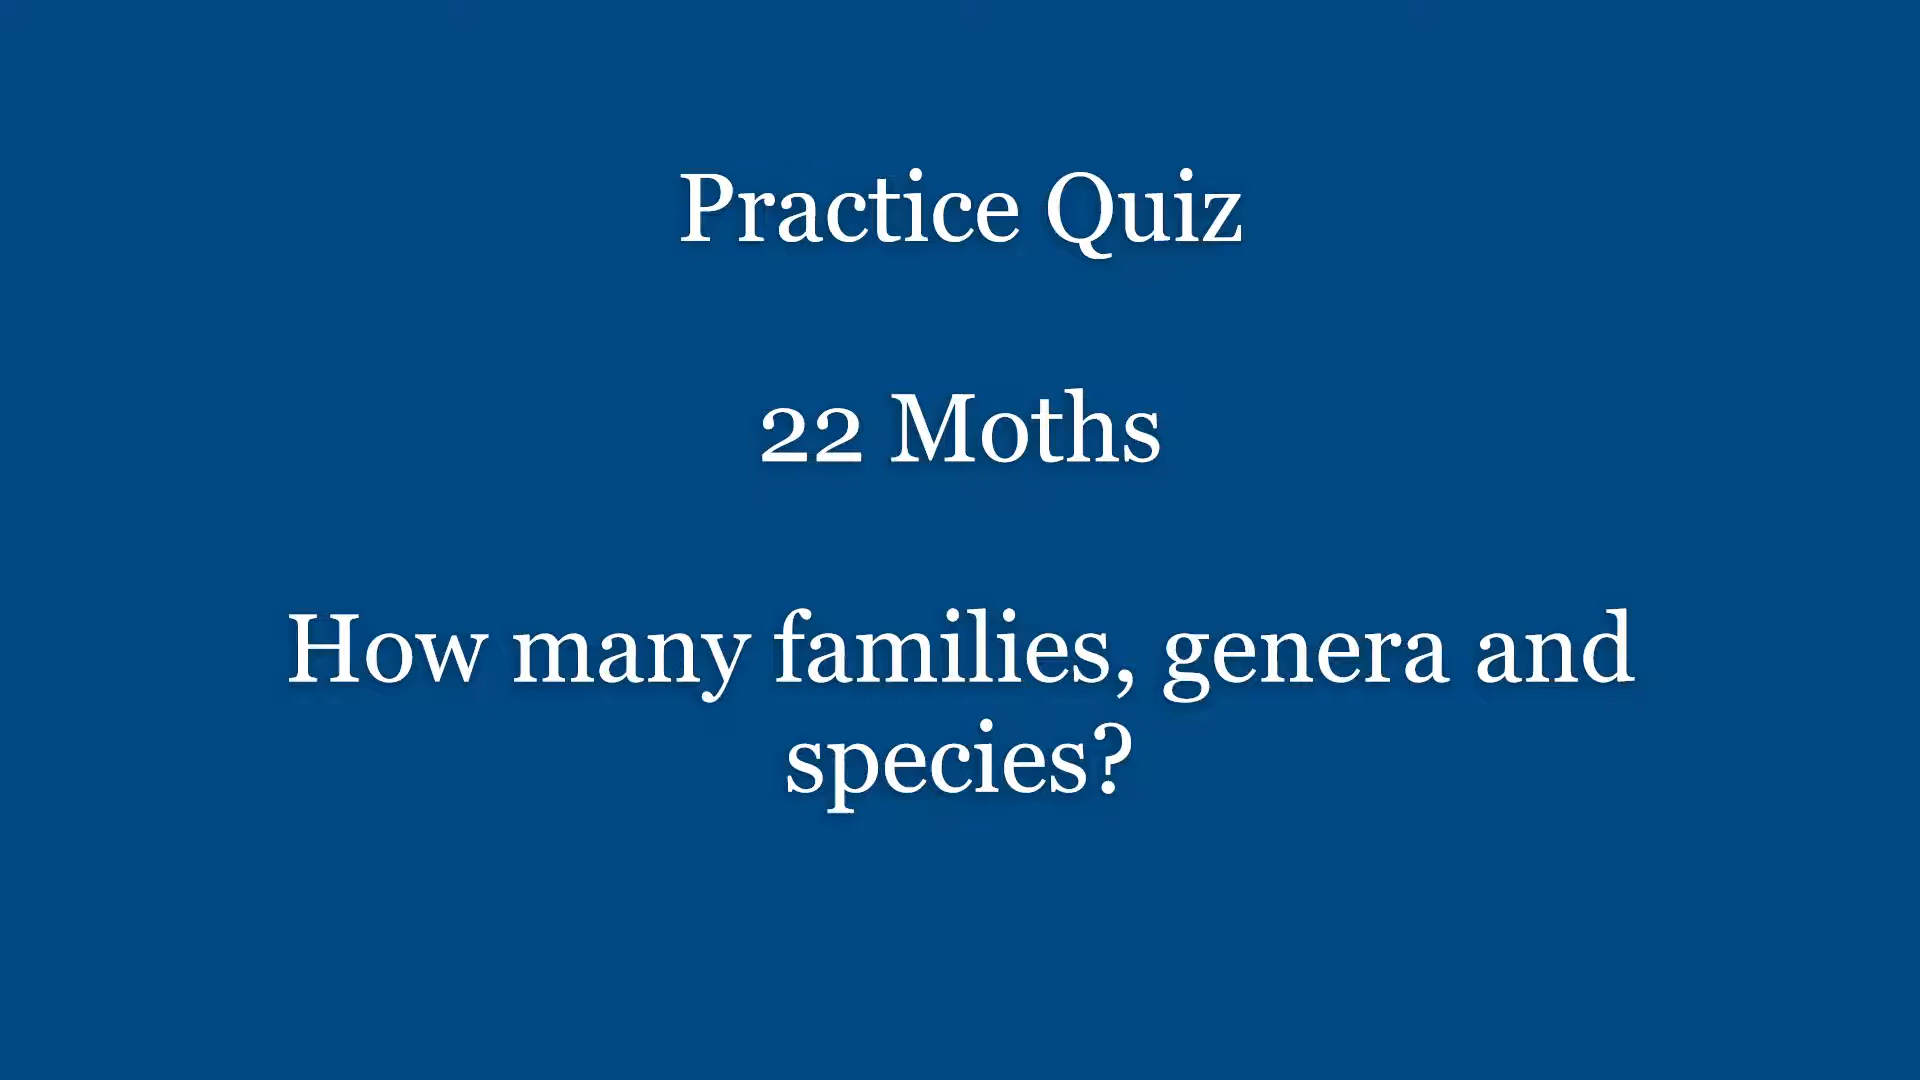 Practice Quiz
22 Moths
How many families, genera and
species?